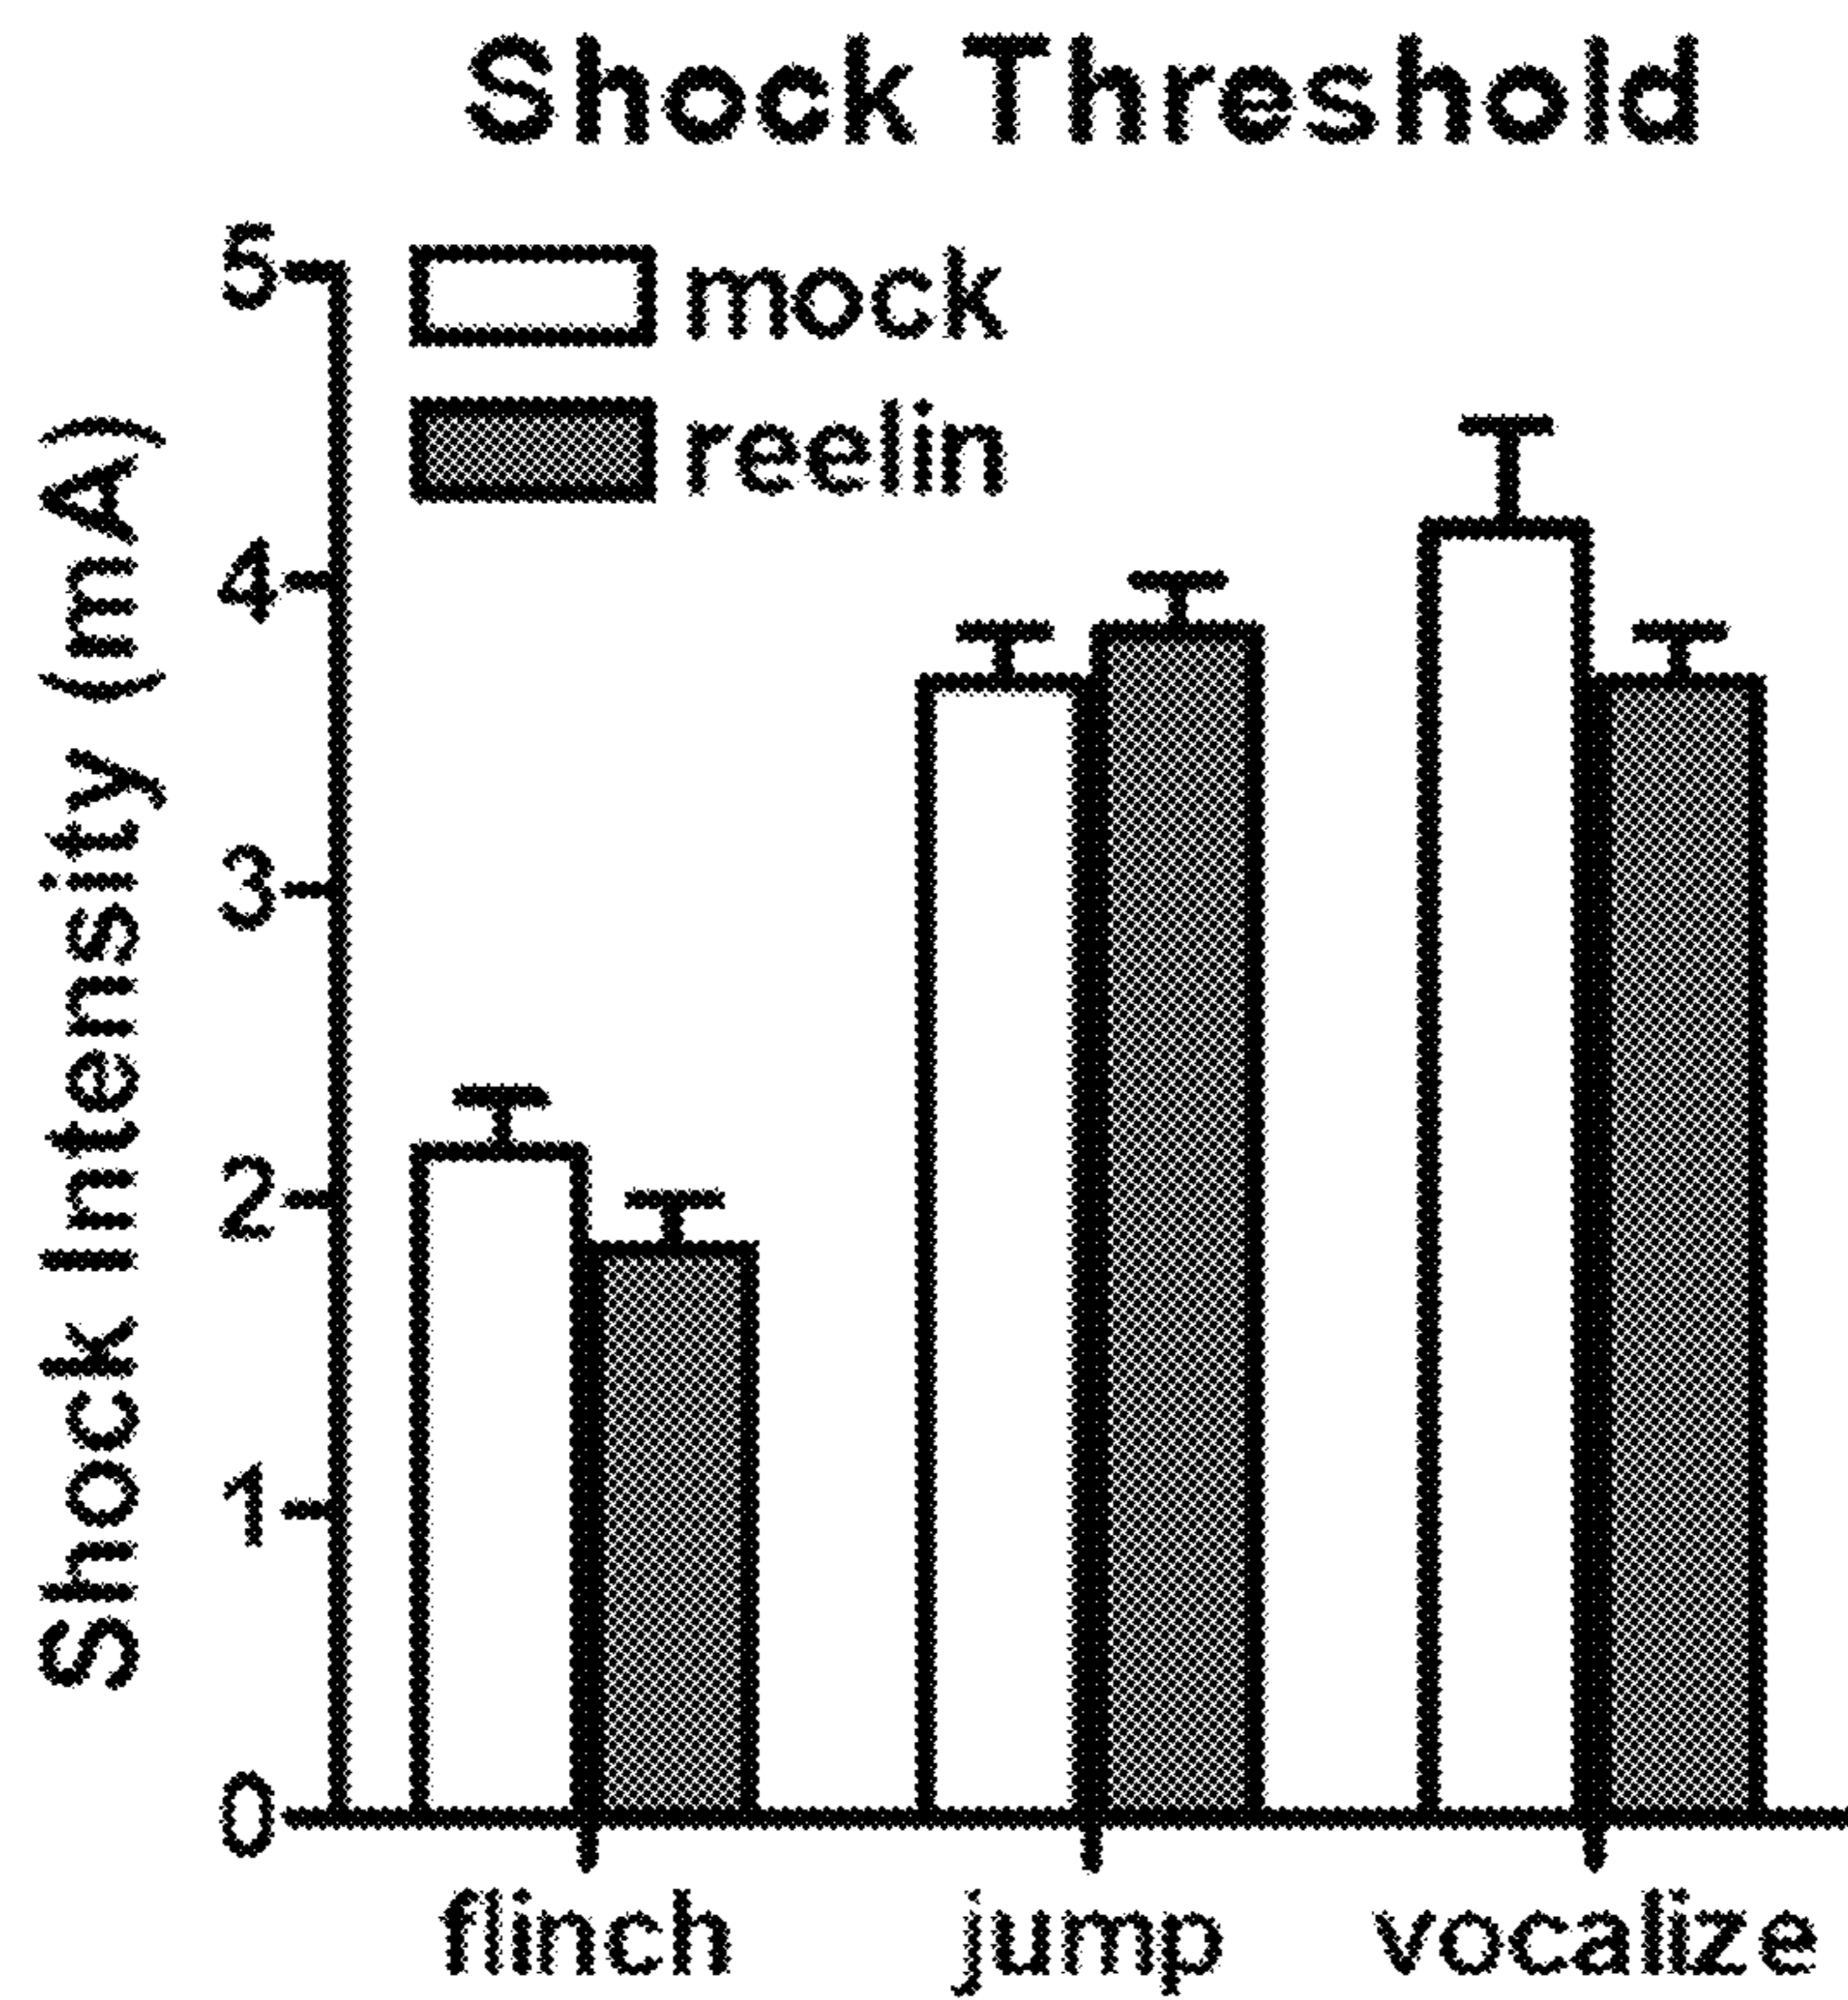 Shock Threshold
mock
reelin
Shock Intensity (mA)
5
4
3
2
1
0
flinch jump vocalize